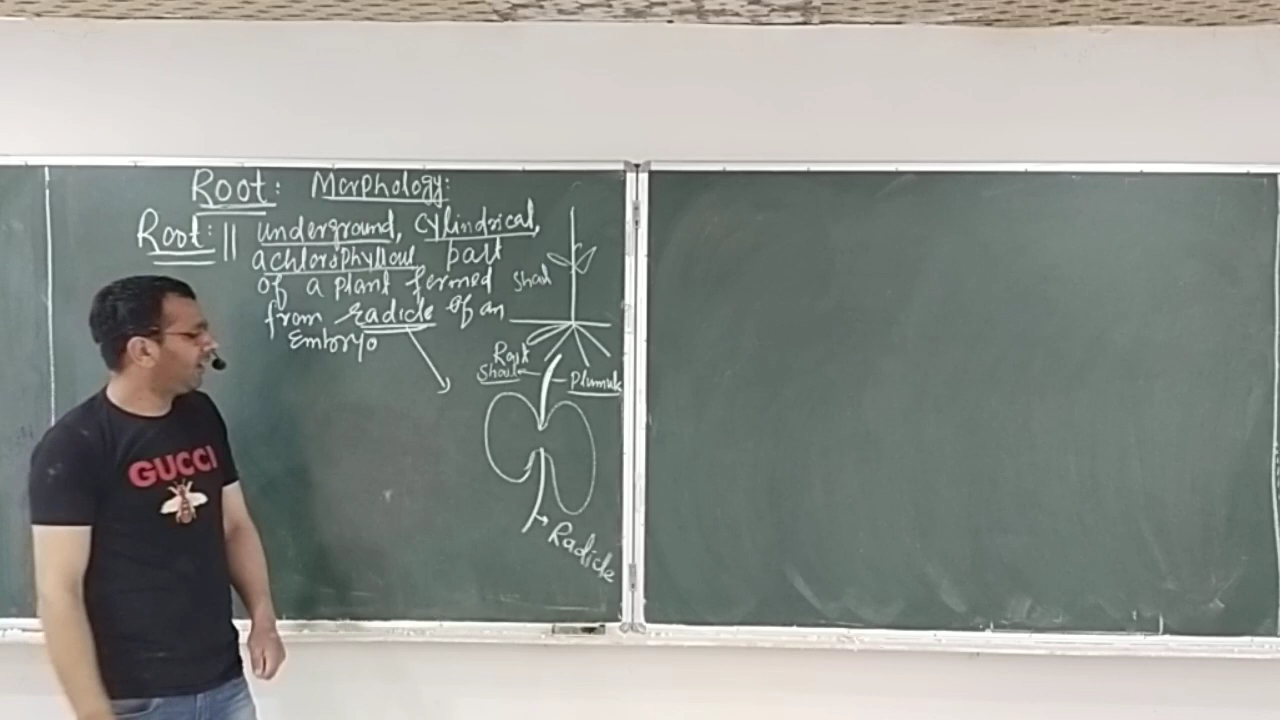 Root: Morphology:
Root: || underground, cylindrical,
achlorophyllous part
of a plant formed
from radicle of an
Embryo
Shoot
Root
Shoot
Plumule
Radicle
GUCCI